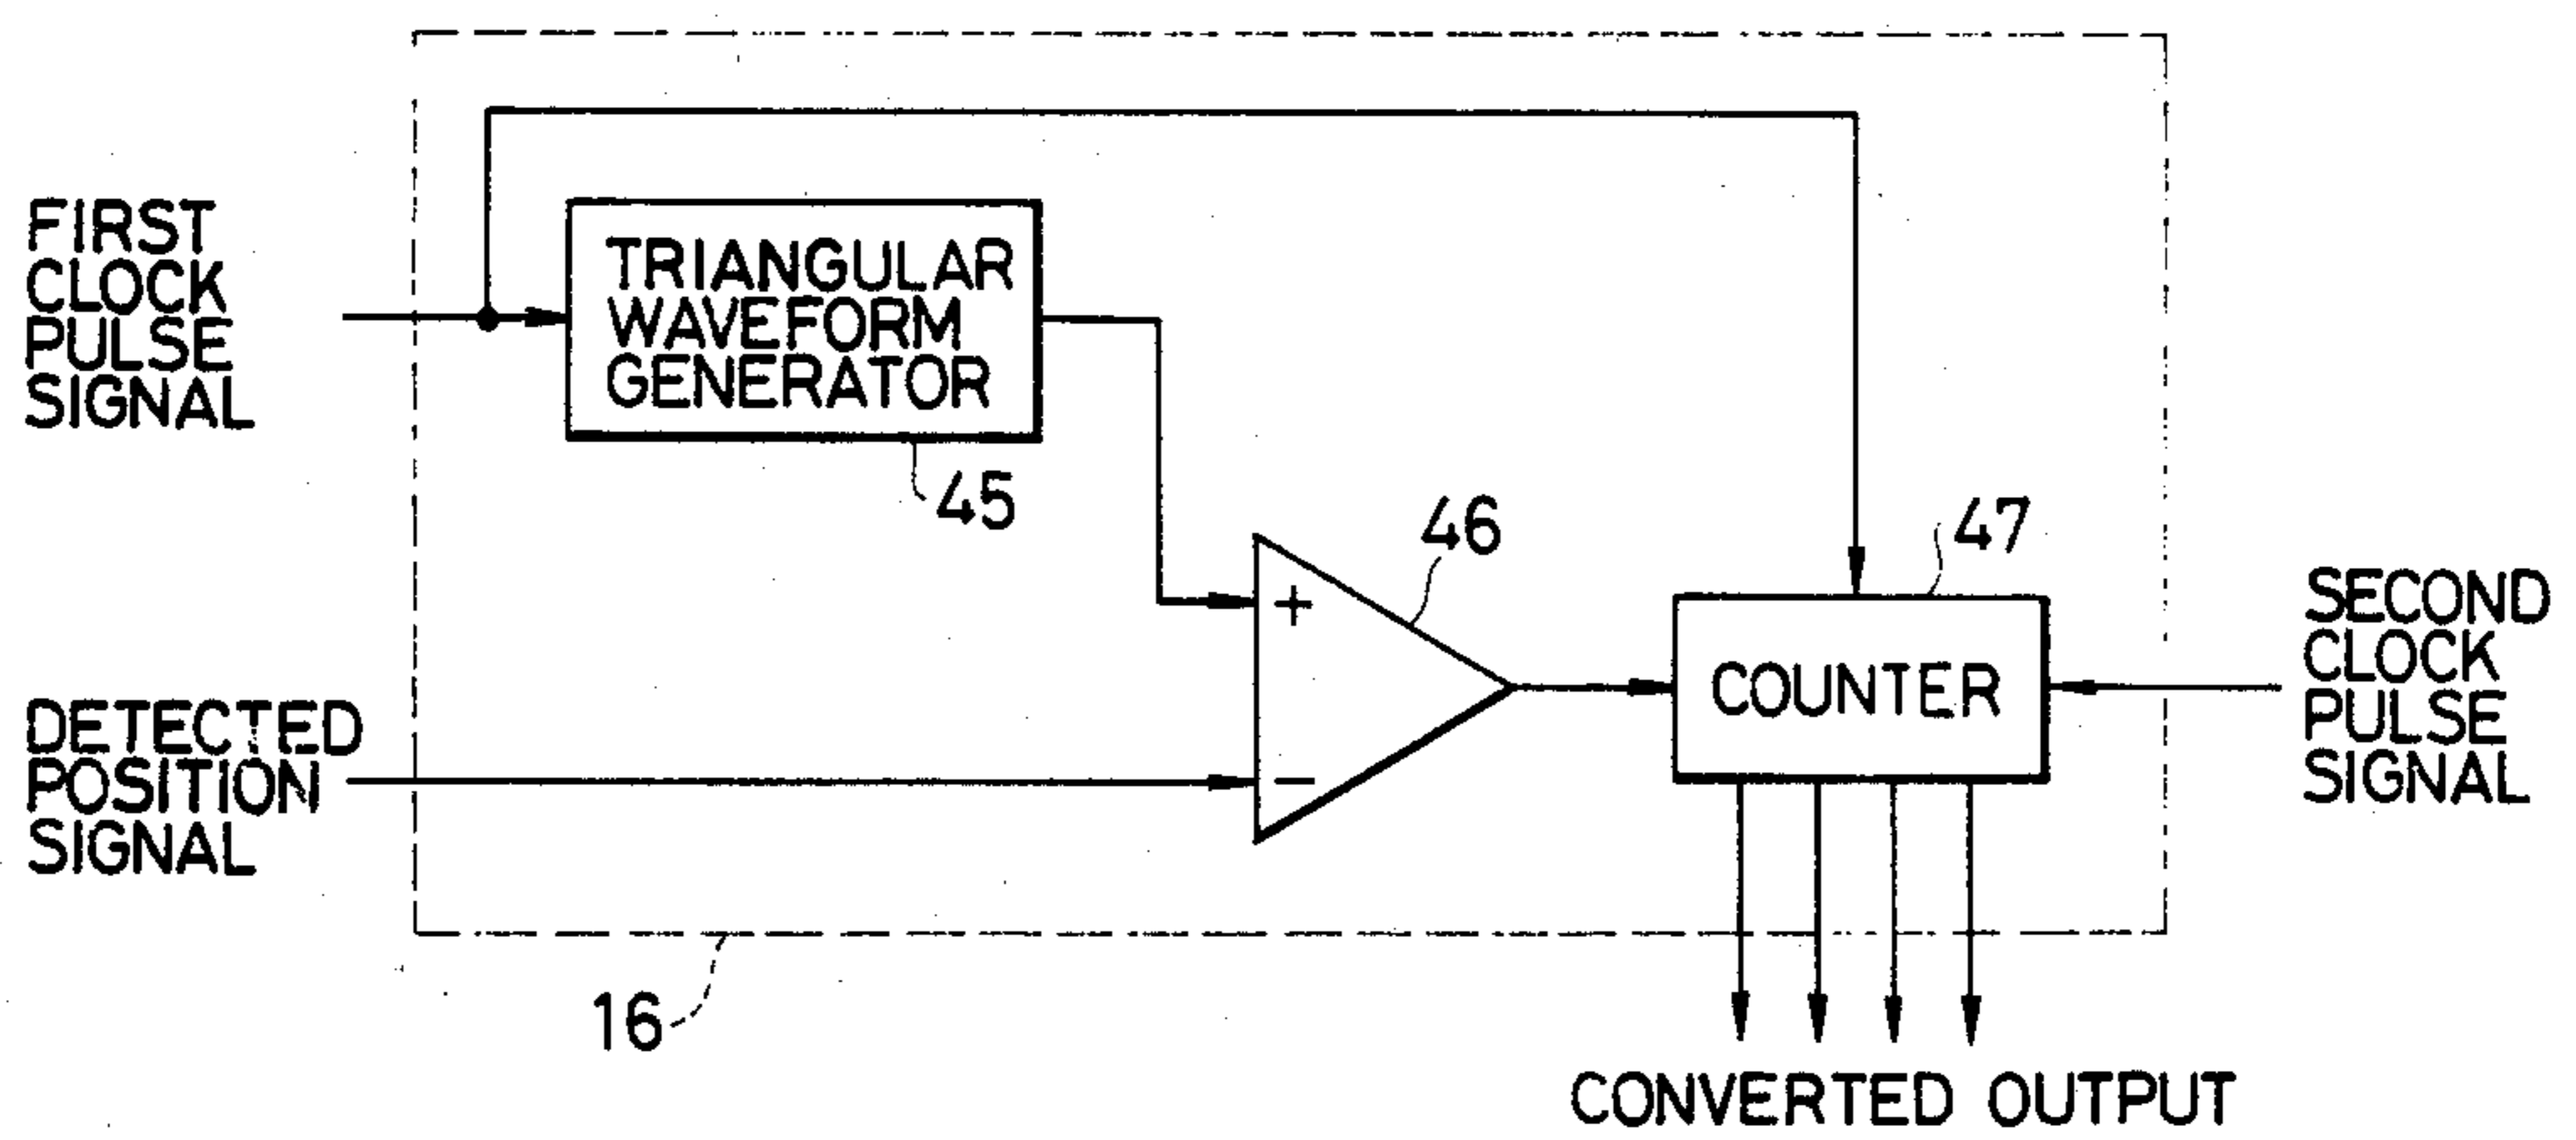 FIRST
CLOCK
PULSE
SIGNAL
TRIANGULAR
WAVEFORM
GENERATOR
45
46
47
+
−
DETECTED
POSITION
SIGNAL
COUNTER
SECOND
CLOCK
PULSE
SIGNAL
16
CONVERTED OUTPUT